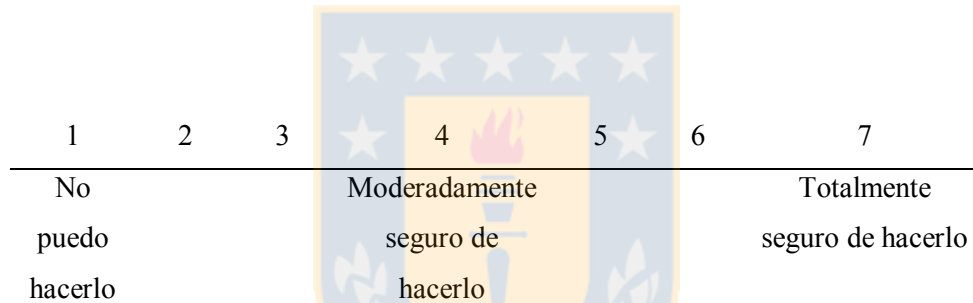 1 2 3 4 5 6 7
No Moderadamente Totalmente
puedo seguro de seguro de hacerlo
hacerlo hacerlo